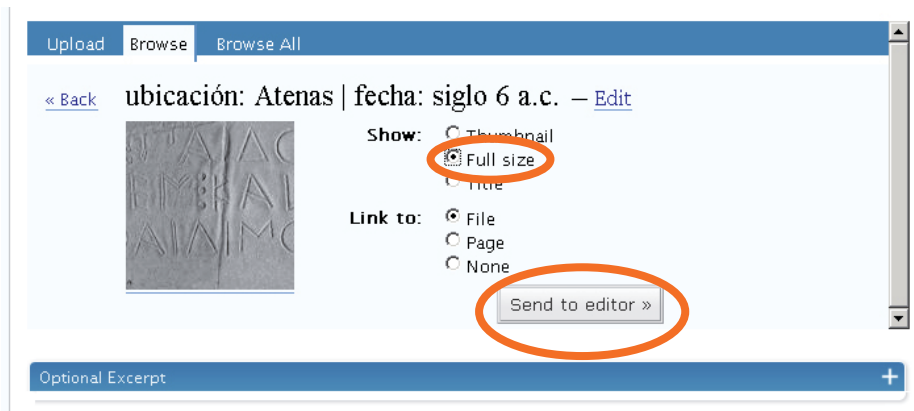 Upload Browse Browse All
« Back ubicación: Atenas | fecha: siglo 6 a.c. — Edit
Show: Thumbnail
Full size
Title
Link to: File
Page
None
Send to editor »
Optional Excerpt +